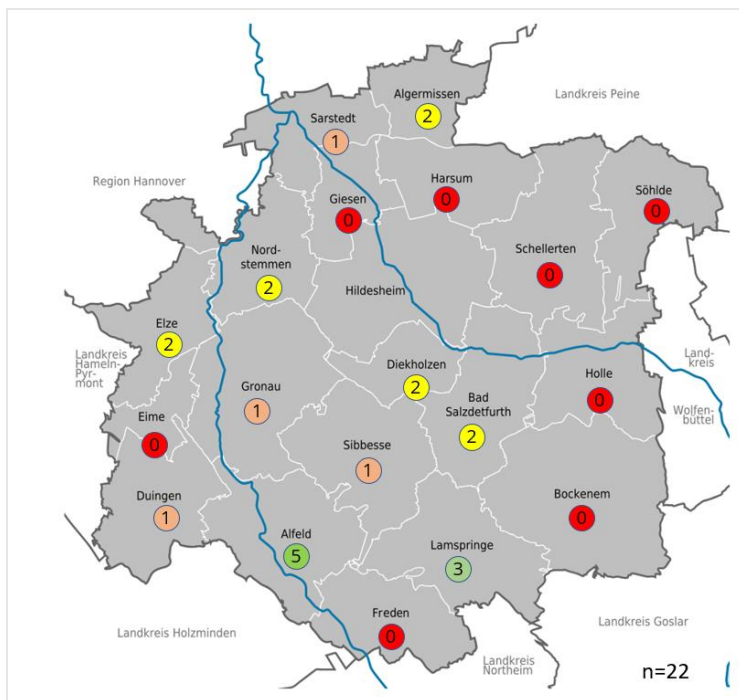 Algermissen
2
Landkreis Peine
Sarstedt
1
Region Hannover
Giesen
0
Harsum
0
Söhlde
0
Nord-
stemmen
2
Schellerten
0
Hildesheim
Elze
2
Landkreis
Hameln-
Pyr-
mont
Diekholzen
2
Holle
0
Land-
kreis
Wolfen-
büttel
Gronau
1
Bad
Salzdetfurth
2
Eime
0
Sibbesse
1
Duingen
1
Bockenem
0
Alfeld
5
Lamspringe
3
Freden
0
Landkreis Holzminden
Landkreis Goslar
Landkreis
Northeim
n=22